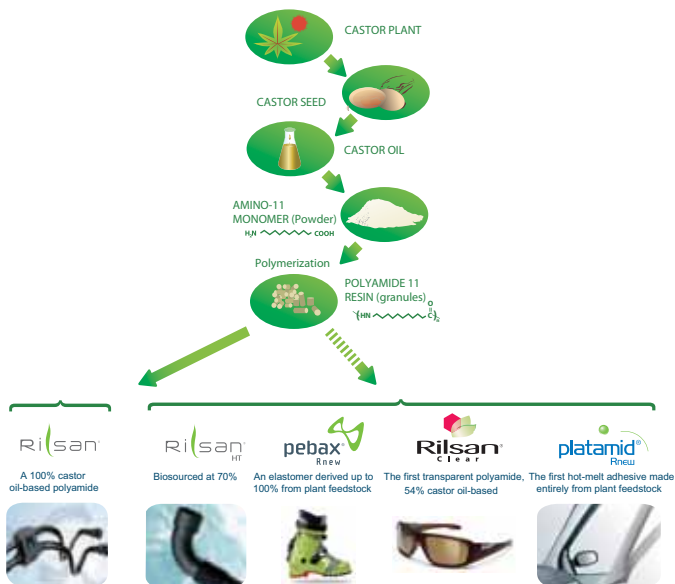 CASTOR PLANT
CASTOR SEED
CASTOR OIL
AMINO-11
MONOMER (Powder)
H₂N COOH
Polymerization
POLYAMIDE 11
RESIN (granules)
O
(HN C)
Rilsan®
Rilsan®
HT
pebax®
Rnew
Rilsan®
Clear
platamid®
Rnew
A 100% castor
oil-based polyamide
Biosourced at 70%
An elastomer derived up to
100% from plant feedstock
The first transparent polyamide,
54% castor oil-based
The first hot-melt adhesive made
entirely from plant feedstock